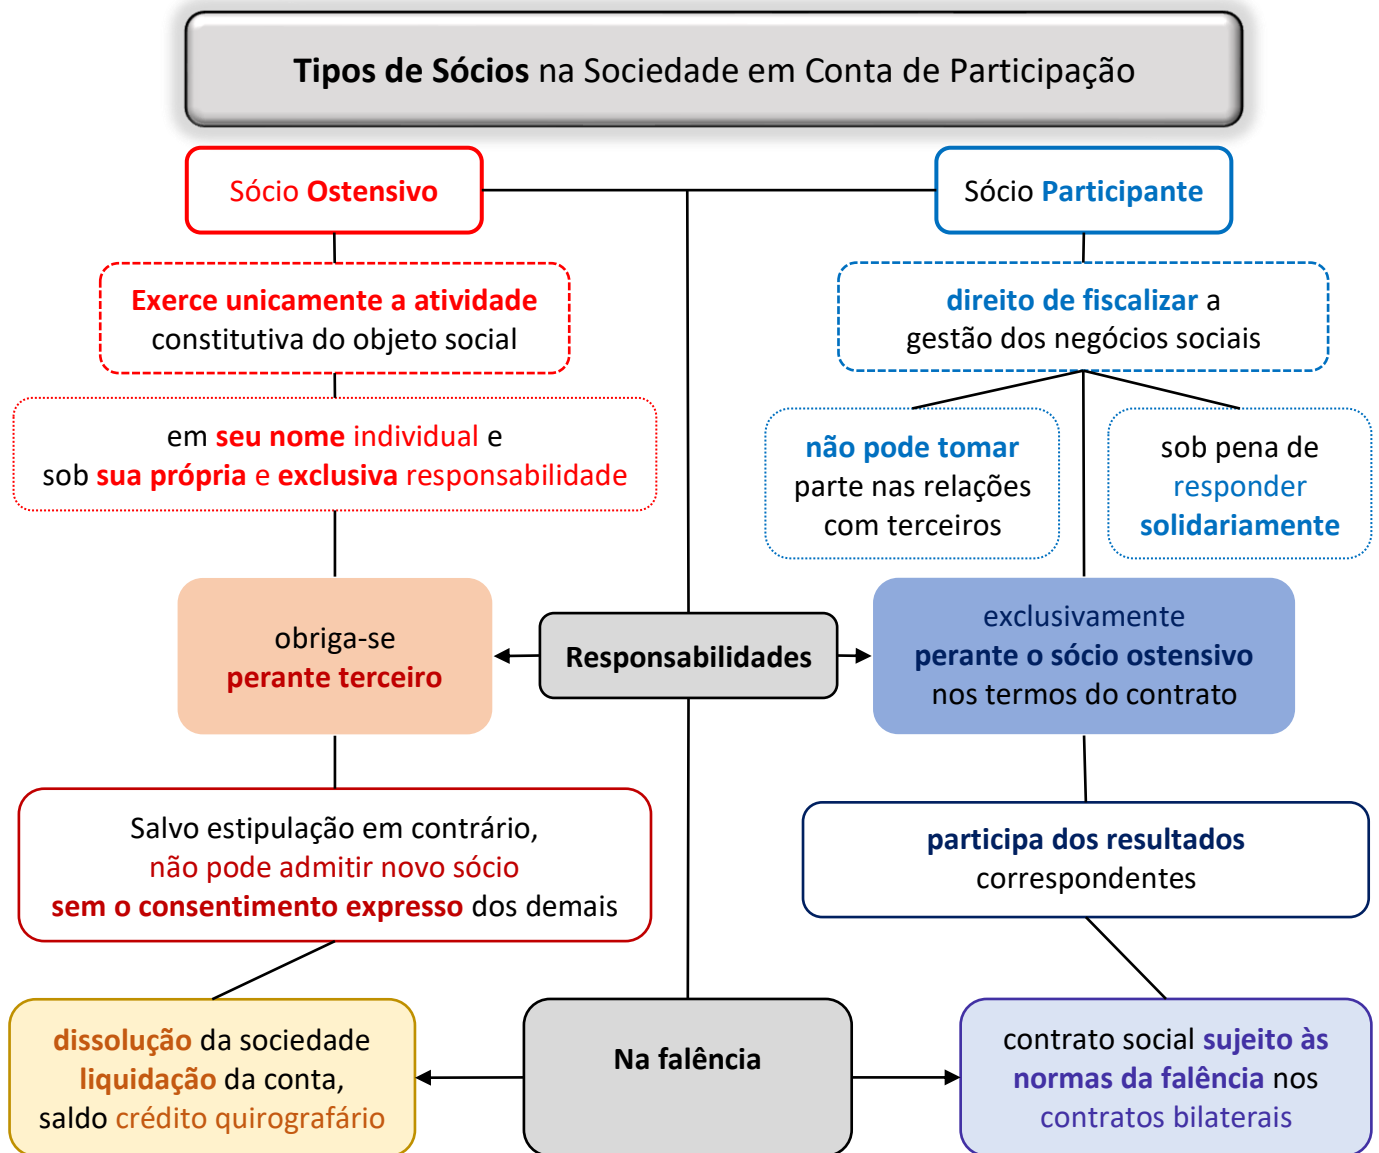 Tipos de Sócios na Sociedade em Conta de Participação
Sócio Ostensivo
Sócio Participante
Exerce unicamente a atividade
constitutiva do objeto social
direito de fiscalizar a
gestão dos negócios sociais
em seu nome individual e
sob sua própria e exclusiva responsabilidade
não pode tomar
parte nas relações
com terceiros
sob pena de
responder
solidariamente
obriga-se
perante terceiro
Responsabilidades
exclusivamente
perante o sócio ostensivo
nos termos do contrato
Salvo estipulação em contrário,
não pode admitir novo sócio
sem o consentimento expresso dos demais
participa dos resultados
correspondentes
dissolução da sociedade
liquidação da conta,
saldo crédito quirografário
Na falência
contrato social sujeito às
normas da falência nos
contratos bilaterais